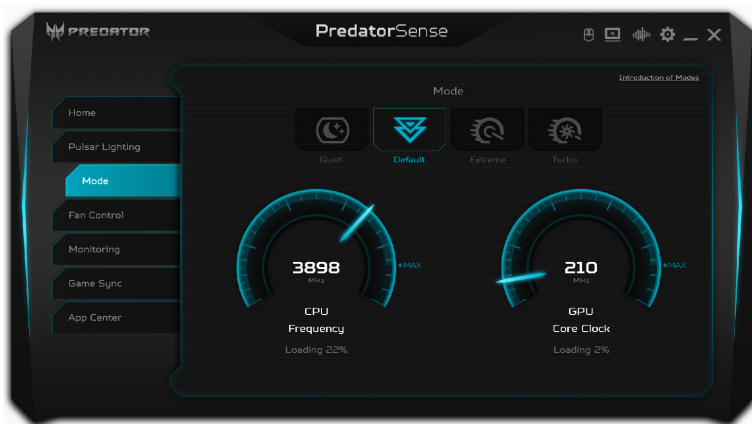 PREDATOR
PredatorSense
Introduction of Modes
Mode
Home
Pulsar Lighting
Mode
Fan Control
Monitoring
Game Sync
App Center
Quiet
Default
Extreme
Turbo
3898
MHz
MAX
CPU
Frequency
Loading 22%
210
MHz
MAX
GPU
Core Clock
Loading 2%